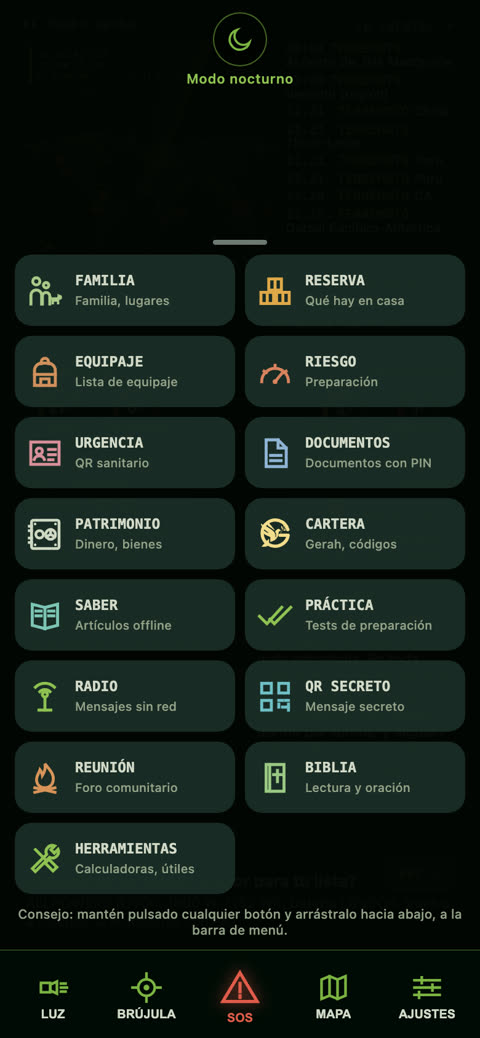 Modo nocturno
FAMILIA
Familia, lugares
RESERVA
Qué hay en casa
EQUIPAJE
Lista de equipaje
RIESGO
Preparación
URGENCIA
QR sanitario
DOCUMENTOS
Documentos con PIN
PATRIMONIO
Dinero, bienes
CARTERA
Gerah, códigos
SABER
Artículos offline
PRÁCTICA
Tests de preparación
RADIO
Mensajes sin red
QR SECRETO
Mensaje secreto
REUNIÓN
Foro comunitario
BIBLIA
Lectura y oración
HERRAMIENTAS
Calculadoras, útiles
Consejo: mantén pulsado cualquier botón y arrástralo hacia abajo, a la
barra de menú.
LUZ
BRÚJULA
SOS
MAPA
AJUSTES